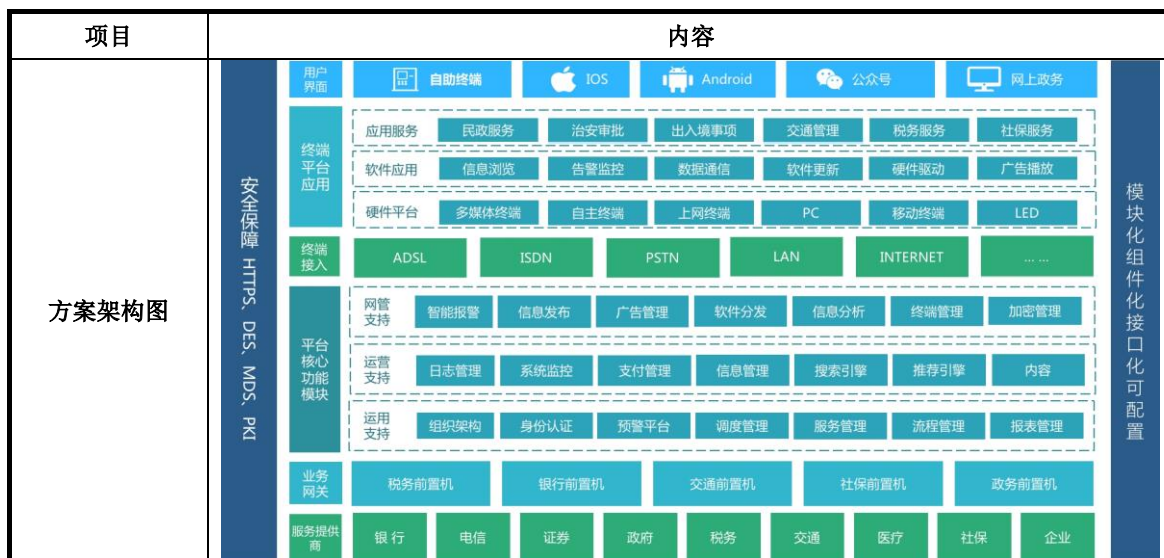 项目 内容
方案架构图
安全保障 HTTPS、DES、MDS、PKI
用户
界面
自助终端 IOS Android 公众号 网上政务
终端
平台
应用
应用服务 民政服务 治安审批 出入境事项 交通管理 税务服务 社保服务
软件应用 信息浏览 告警监控 数据通信 软件更新 硬件驱动 广告播放
硬件平台 多媒体终端 自主终端 上网终端 PC 移动终端 LED
终端
接入
ADSL ISDN PSTN LAN INTERNET ... ...
平台
核心
功能
模块
网管
支持
智能报警 信息发布 广告管理 软件分发 信息分析 终端管理 加密管理
运营
支持
日志管理 系统监控 支付管理 信息管理 搜索引擎 推荐引擎 内容
运用
支持
组织架构 身份认证 预警平台 调度管理 服务管理 流程管理 报表管理
业务
网关
税务前置机 银行前置机 交通前置机 社保前置机 政务前置机
服务提供
商
银行 电信 证券 政府 税务 交通 医疗 社保 企业
模块化组件化接口化可配置